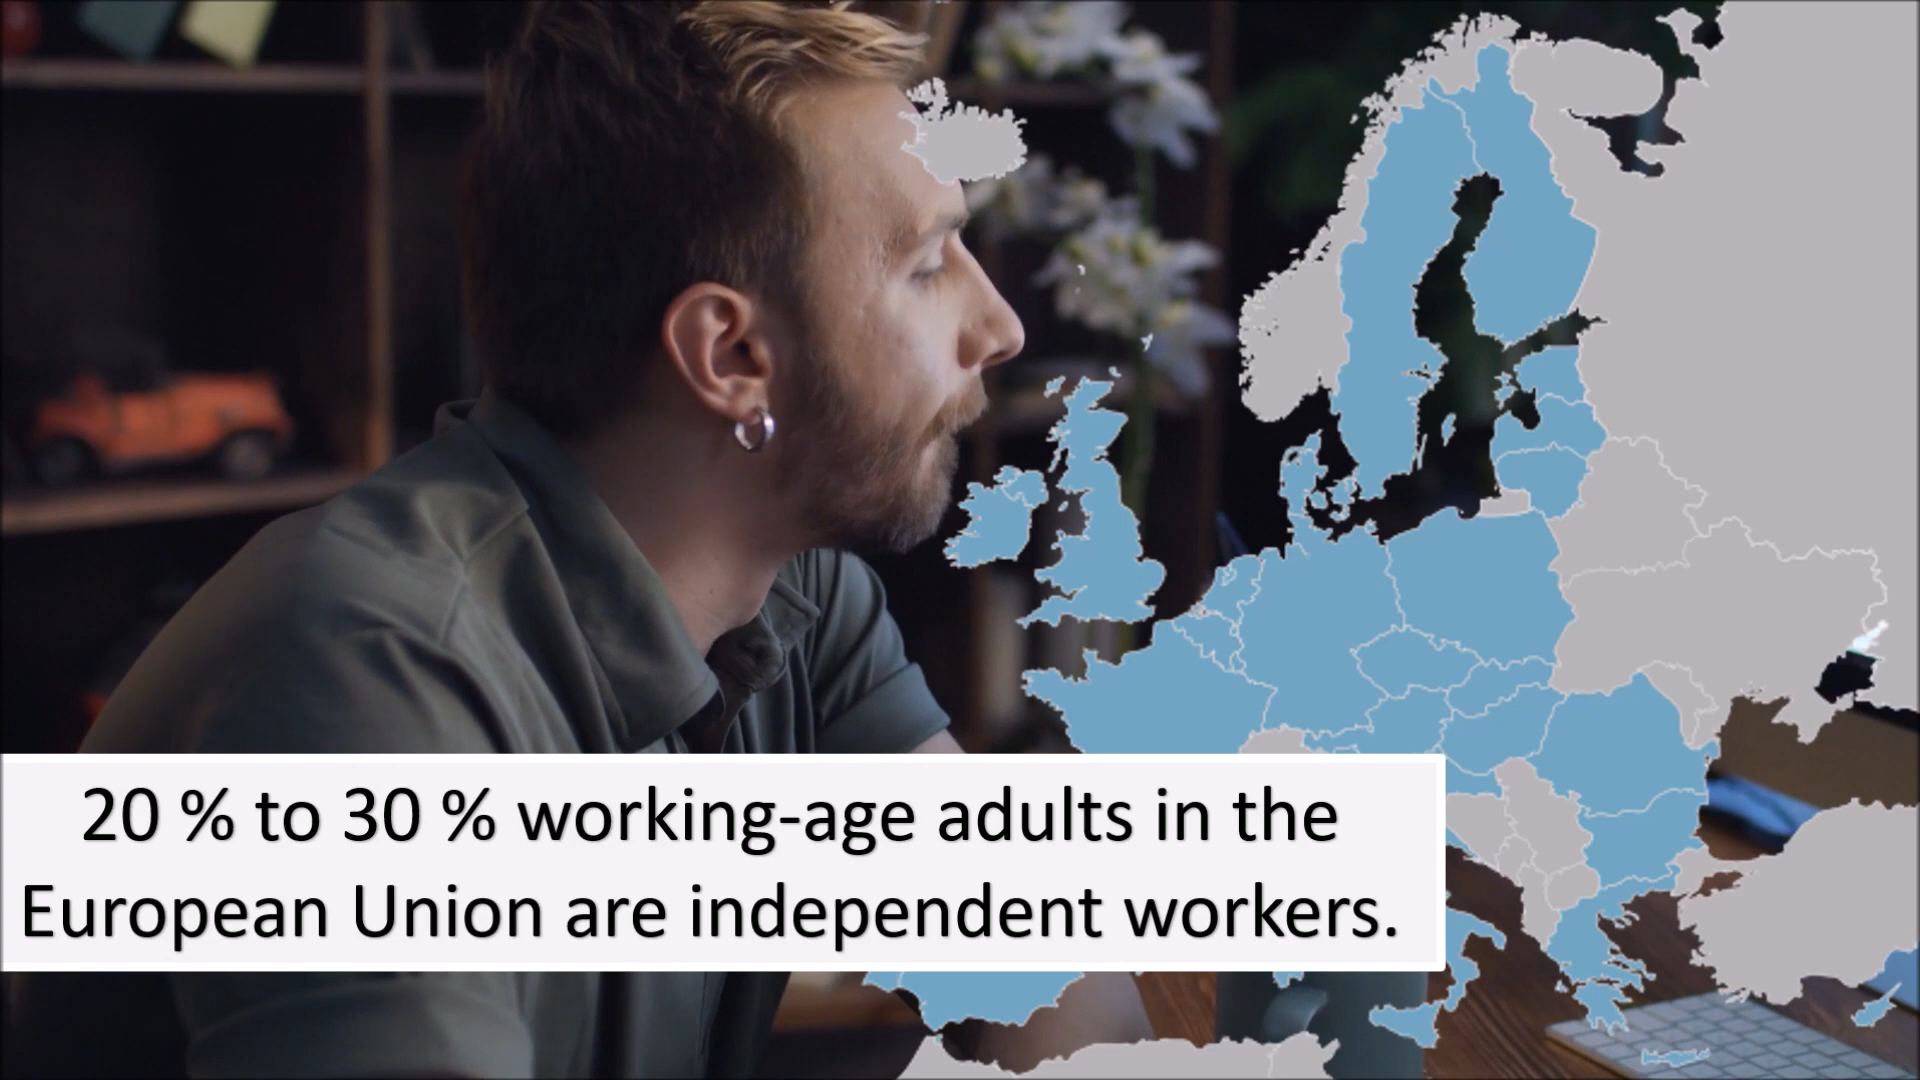 20 % to 30 % working-age adults in the
European Union are independent workers.